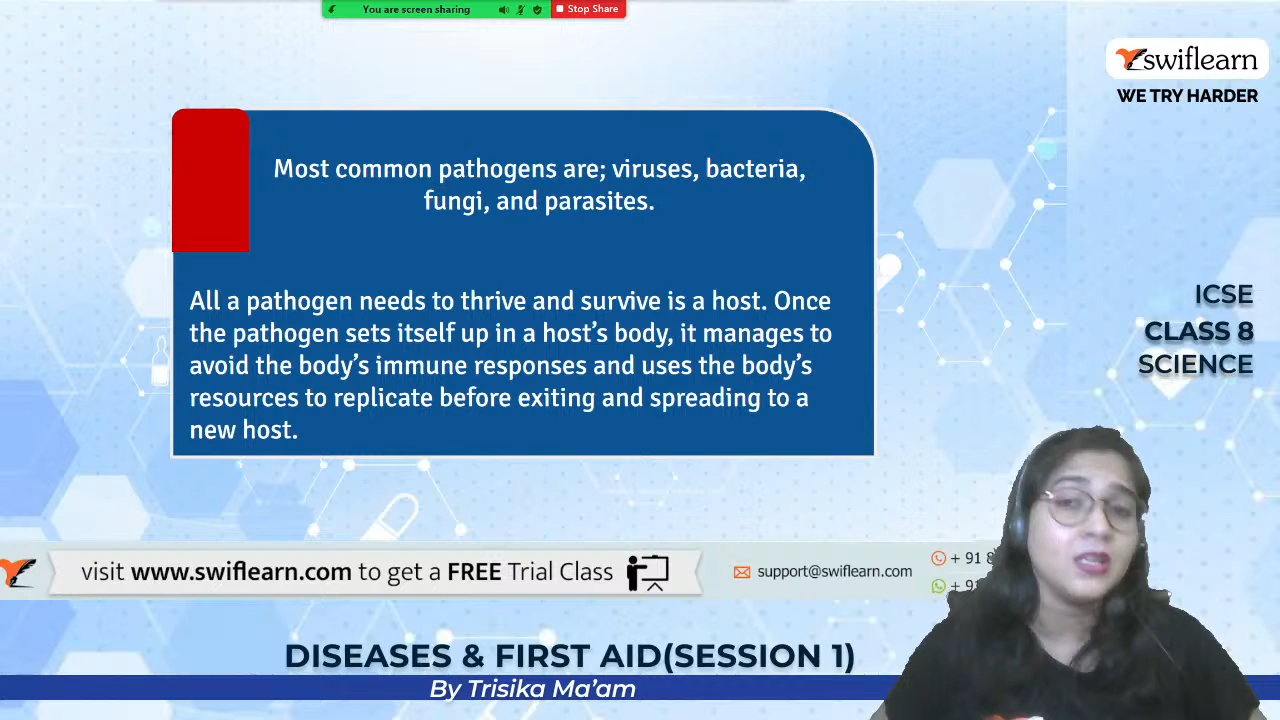 You are screen sharing
Stop Share
swiflearn
WE TRY HARDER
Most common pathogens are; viruses, bacteria,
fungi, and parasites.
All a pathogen needs to thrive and survive is a host. Once
the pathogen sets itself up in a host's body, it manages to
avoid the body's immune responses and uses the body's
resources to replicate before exiting and spreading to a
new host.
ICSE
CLASS 8
SCIENCE
visit www.swiflearn.com to get a FREE Trial Class
support@swiflearn.com
+ 91 8
+ 9
DISEASES & FIRST AID(SESSION 1)
By Trisika Ma'am